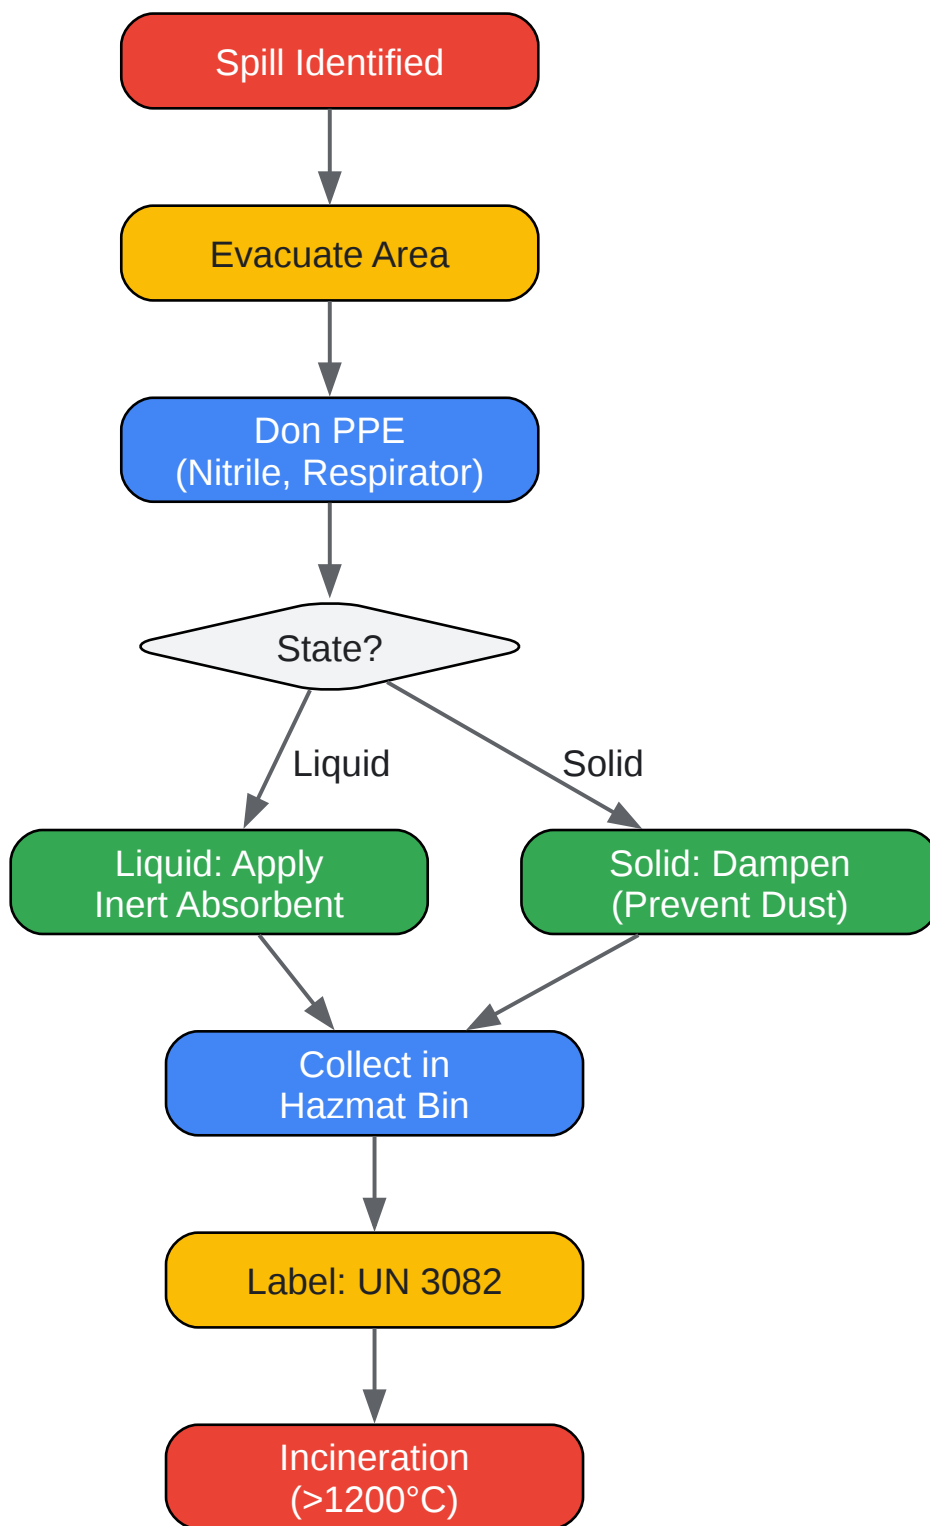 Spill Identified
Evacuate Area
Don PPE
(Nitrile, Respirator)
State?
Liquid
Solid
Liquid: Apply
Inert Absorbent
Solid: Dampen
(Prevent Dust)
Collect in
Hazmat Bin
Label: UN 3082
Incineration
(>1200°C)